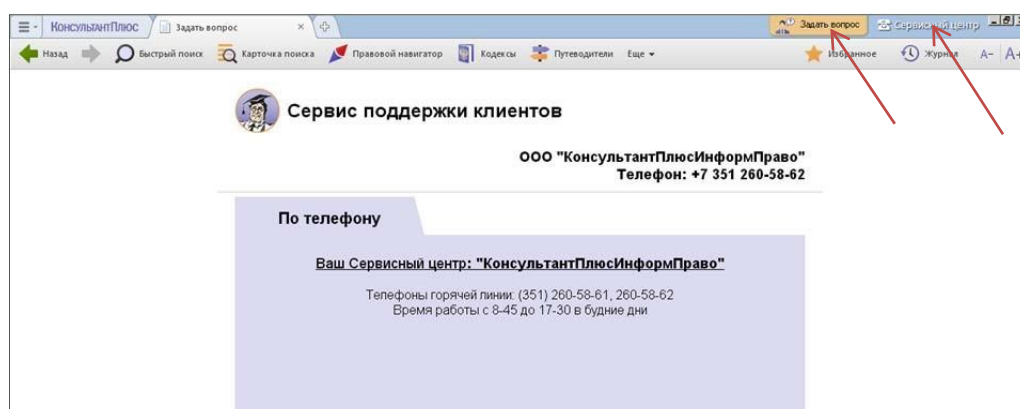 КонсультантПлюс Задать вопрос × Задать вопрос Сервисный центр
Назад Быстрый поиск Карточка поиска Правовой навигатор Кодексы Путеводители Еще Избранное Журнал A- A+
Сервис поддержки клиентов
ООО "КонсультантПлюсИнформПраво"
Телефон: +7 351 260-58-62
По телефону
Ваш Сервисный центр: "КонсультантПлюсИнформПраво"
Телефоны горячей линии: (351) 260-58-61, 260-58-62
Время работы с 8-45 до 17-30 в будние дни